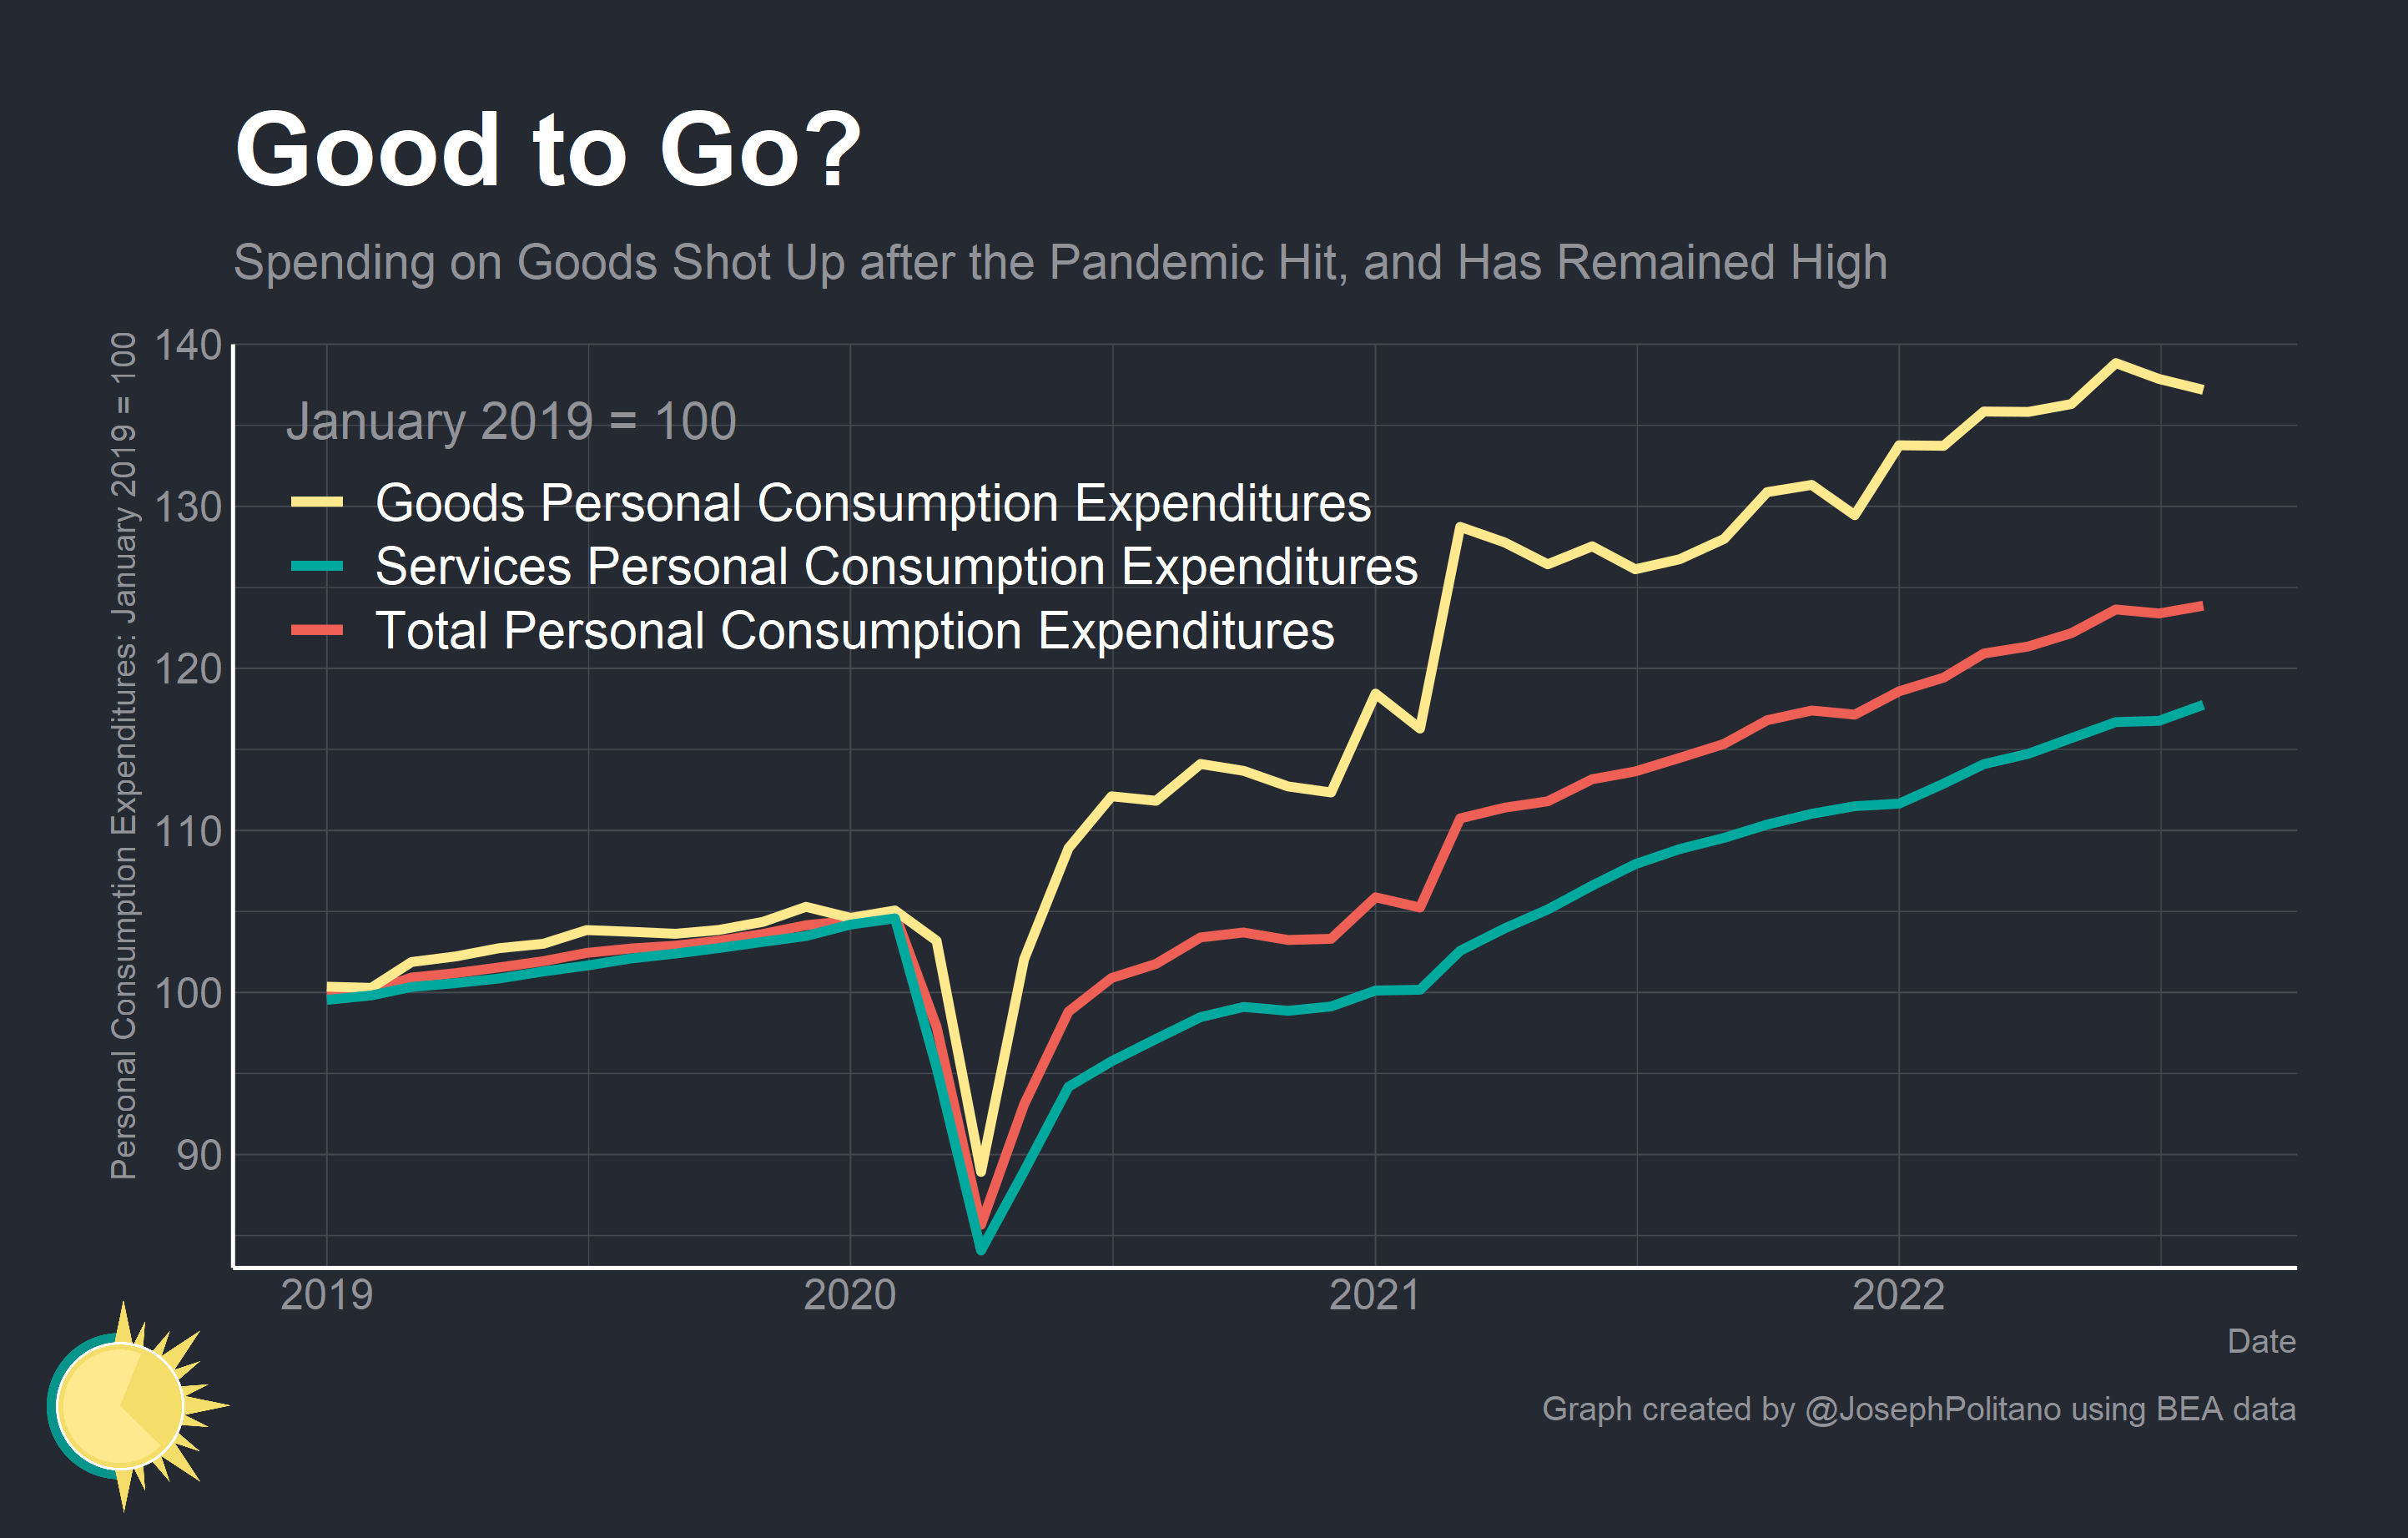 Good to Go?
Spending on Goods Shot Up after the Pandemic Hit, and Has Remained High
Personal Consumption Expenditures: January 2019 = 100
140
130
120
110
100
90
January 2019 = 100
Goods Personal Consumption Expenditures
Services Personal Consumption Expenditures
Total Personal Consumption Expenditures
2019 2020 2021 2022
Date
Graph created by @JosephPolitano using BEA data